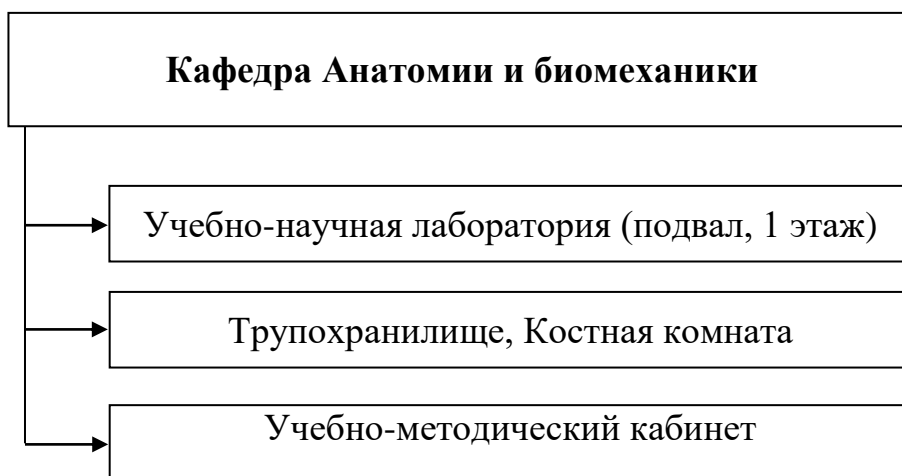 Кафедра Анатомии и биомеханики
Учебно-научная лаборатория (подвал, 1 этаж)
Трупохранилище, Костная комната
Учебно-методический кабинет